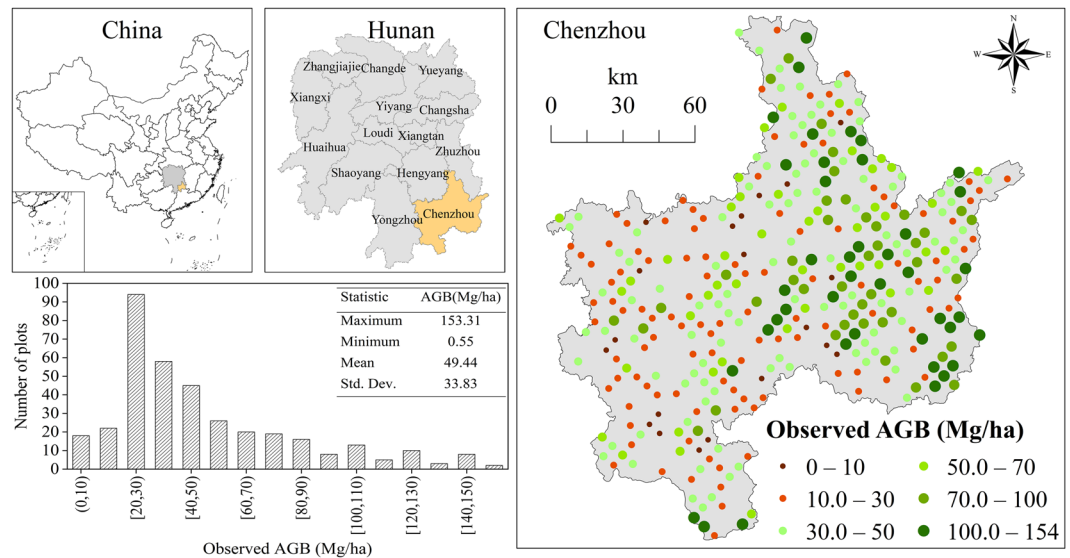 China
Hunan
Zhangjiajie
Changde
Yueyang
Xiangxi
Yiyang
Changsha
Loudi
Xiangtan
Huaihua
Zhuzhou
Shaoyang
Hengyang
Yongzhou
Chenzhou
Chenzhou
km
0 30 60
N
W E
S
Number of plots
100
90
80
70
60
50
40
30
20
10
0
(0,10)
[20,30)
[40,50)
[60,70)
[80,90)
[100,110)
[120,130)
[140,150)
Observed AGB (Mg/ha)
Statistic AGB(Mg/ha)
Maximum 153.31
Minimum 0.55
Mean 49.44
Std. Dev. 33.83
Observed AGB (Mg/ha)
0 – 10 50.0 – 70
10.0 – 30 70.0 – 100
30.0 – 50 100.0 – 154